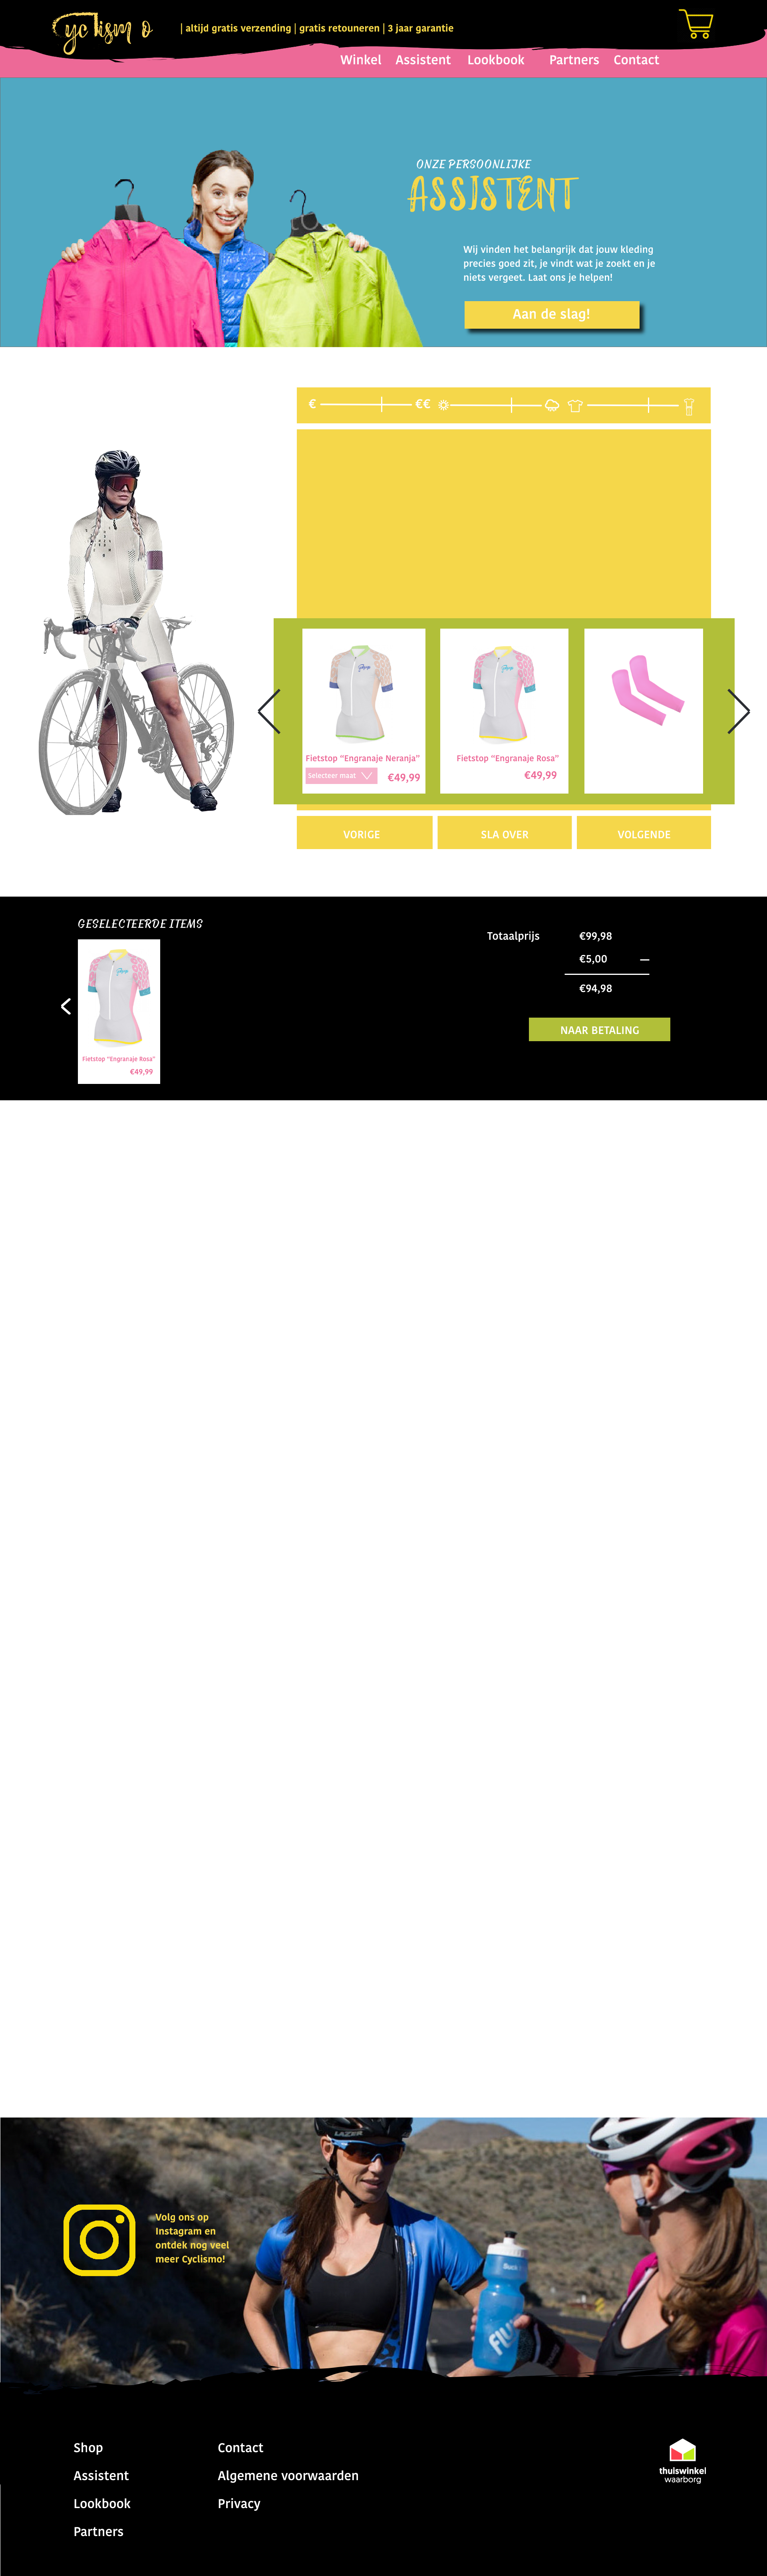 Cyclismo
| altijd gratis verzending | gratis retouneren | 3 jaar garantie
Winkel Assistent Lookbook Partners Contact
ONZE PERSOONLIJKE
ASSISTENT
Wij vinden het belangrijk dat jouw kleding
precies goed zit, je vindt wat je zoekt en je
niets vergeet. Laat ons je helpen!
Aan de slag!
€ €€
Fietstop “Engranaje Neranja”
Selecteer maat
€49,99
Fietstop “Engranaje Rosa”
€49,99
VORIGE SLA OVER VOLGENDE
GESELECTEERDE ITEMS
Fietstop “Engranaje Rosa”
€49,99
Totaalprijs €99,98
€5,00 —
€94,98
NAAR BETALING
LAZER
Volg ons op
Instagram en
ontdek nog veel
meer Cyclismo!
Shop
Assistent
Lookbook
Partners
Contact
Algemene voorwaarden
Privacy
thuiswinkel
waarborg